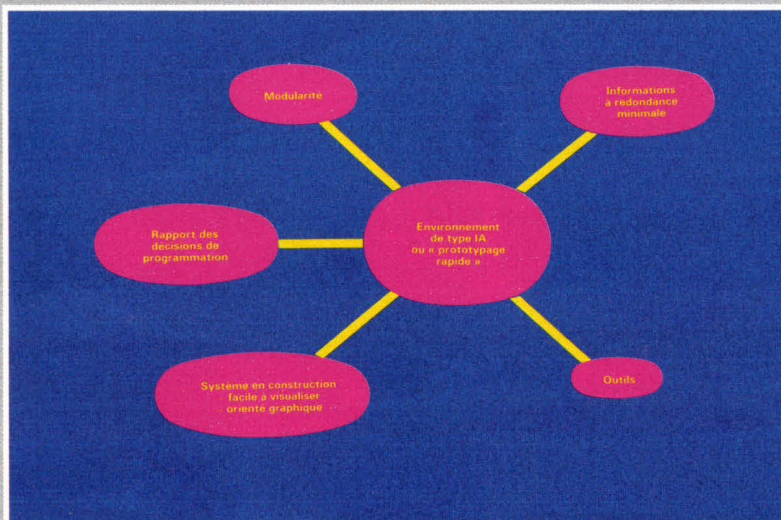 Modularité
Informations
à redondance
minimale
Rapport des
décisions de
programmation
Environnement
de type IA
ou « prototypage
rapide »
Système en construction
facile à visualiser
orienté graphique
Outils